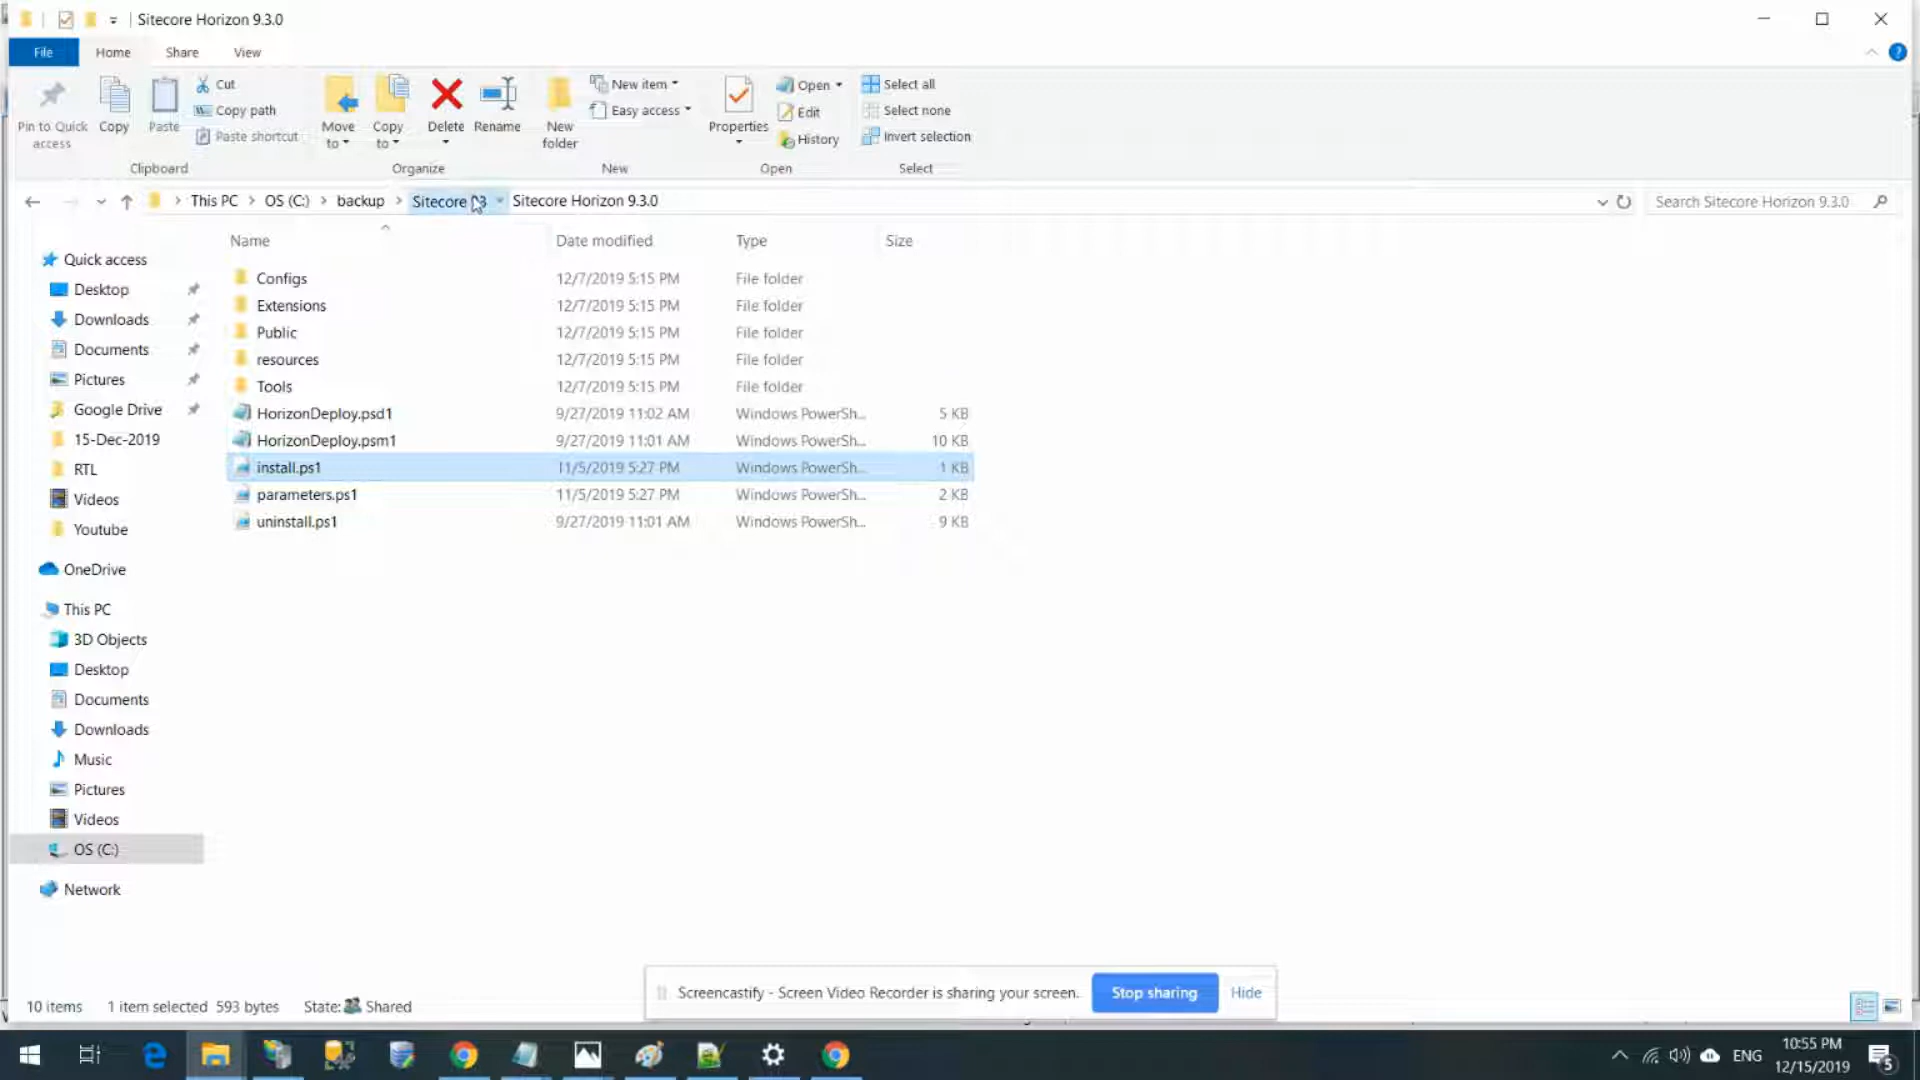 Sitecore Horizon 9.3.0
File Home Share View
Pin to Quick access
Copy
Paste
Cut
Copy path
Paste shortcut
Clipboard
Move to
Copy to
Delete
Rename
Organize
New folder
New item
Easy access
New
Properties
Open
Edit
History
Open
Select all
Select none
Invert selection
Select
This PC > OS (C:) > backup > Sitecore Sitecore Horizon 9.3.0
Search Sitecore Horizon 9.3.0
Name Date modified Type Size
Configs 12/7/2019 5:15 PM File folder
Extensions 12/7/2019 5:15 PM File folder
Public 12/7/2019 5:15 PM File folder
resources 12/7/2019 5:15 PM File folder
Tools 12/7/2019 5:15 PM File folder
HorizonDeploy.psd1 9/27/2019 11:02 AM Windows PowerSh... 5 KB
HorizonDeploy.psm1 9/27/2019 11:01 AM Windows PowerSh... 10 KB
install.ps1 11/5/2019 5:27 PM Windows PowerSh... 1 KB
parameters.ps1 11/5/2019 5:27 PM Windows PowerSh... 2 KB
uninstall.ps1 9/27/2019 11:01 AM Windows PowerSh... 9 KB
Quick access
Desktop
Downloads
Documents
Pictures
Google Drive
15-Dec-2019
RTL
Videos
Youtube
OneDrive
This PC
3D Objects
Desktop
Documents
Downloads
Music
Pictures
Videos
OS (C:)
Network
10 items 1 item selected 593 bytes State: Shared
Screencastify - Screen Video Recorder is sharing your screen. Stop sharing Hide
ENG
10:55 PM
12/15/2019
5